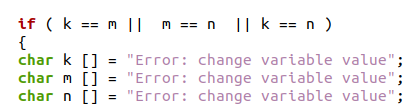 if ( k == m ||  m == n  || k == n )
{
char k [] = "Error: change variable value";
char m [] = "Error: change variable value";
char n [] = "Error: change variable value";